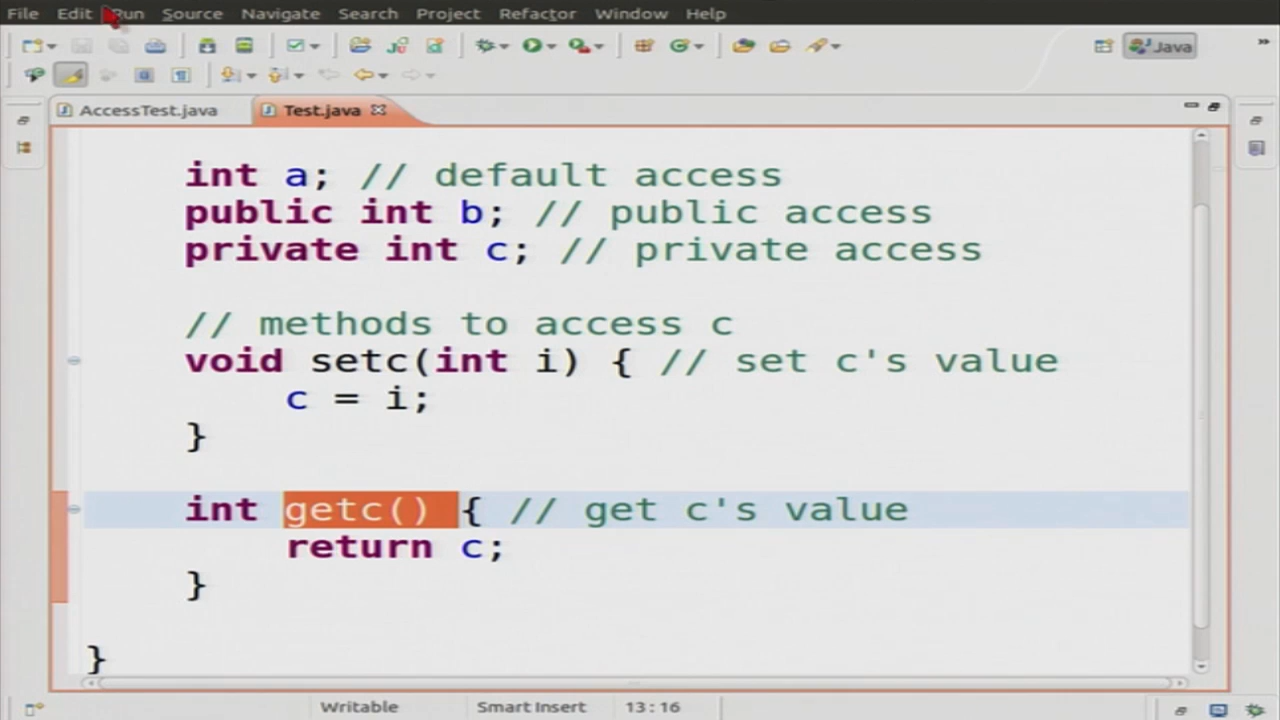 File Edit Run Source Navigate Search Project Refactor Window Help
Java
AccessTest.java Test.java
int a; // default access
public int b; // public access
private int c; // private access
// methods to access c
void setc(int i) { // set c's value
c = i;
}
int getc() { // get c's value
return c;
}
}
Writable Smart Insert 13:16